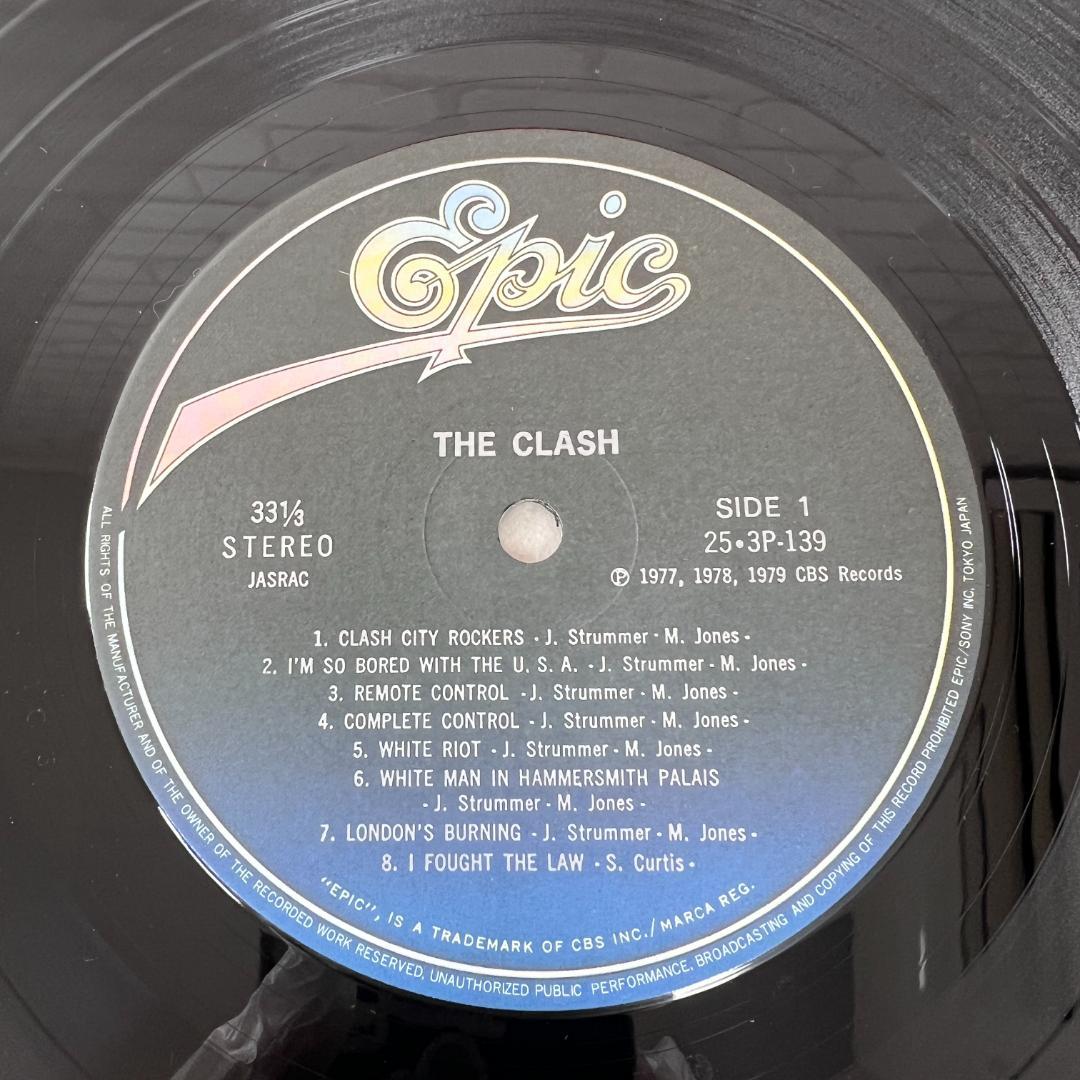 Epic
THE CLASH
33⅓
STEREO
JASRAC
SIDE 1
25•3P-139
℗ 1977, 1978, 1979 CBS Records
1. CLASH CITY ROCKERS - J. Strummer - M. Jones -
2. I'M SO BORED WITH THE U. S. A. - J. Strummer - M. Jones -
3. REMOTE CONTROL - J. Strummer - M. Jones -
4. COMPLETE CONTROL - J. Strummer - M. Jones -
5. WHITE RIOT - J. Strummer - M. Jones -
6. WHITE MAN IN HAMMERSMITH PALAIS
- J. Strummer - M. Jones -
7. LONDON'S BURNING - J. Strummer - M. Jones -
8. I FOUGHT THE LAW - S. Curtis -
"EPIC", IS A TRADEMARK OF CBS INC./MARCA REG.
ALL RIGHTS OF THE MANUFACTURER AND OF THE OWNER OF THE RECORDED WORK RESERVED, UNAUTHORIZED PUBLIC PERFORMANCE, BROADCASTING AND COPYING OF THIS RECORD PROHIBITED EPIC/SONY INC. TOKYO JAPAN